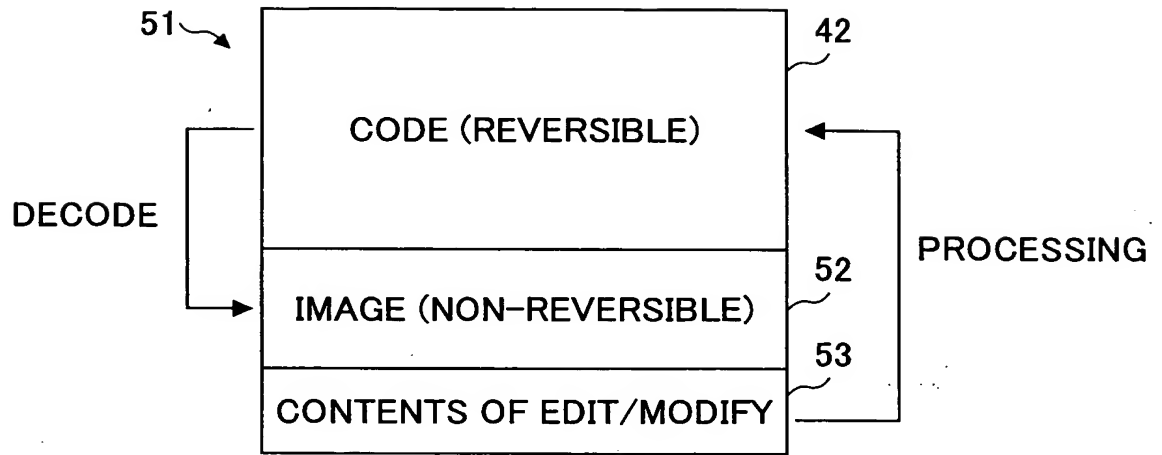 51
42
CODE (REVERSIBLE)
DECODE
PROCESSING
52
IMAGE (NON-REVERSIBLE)
53
CONTENTS OF EDIT/MODIFY